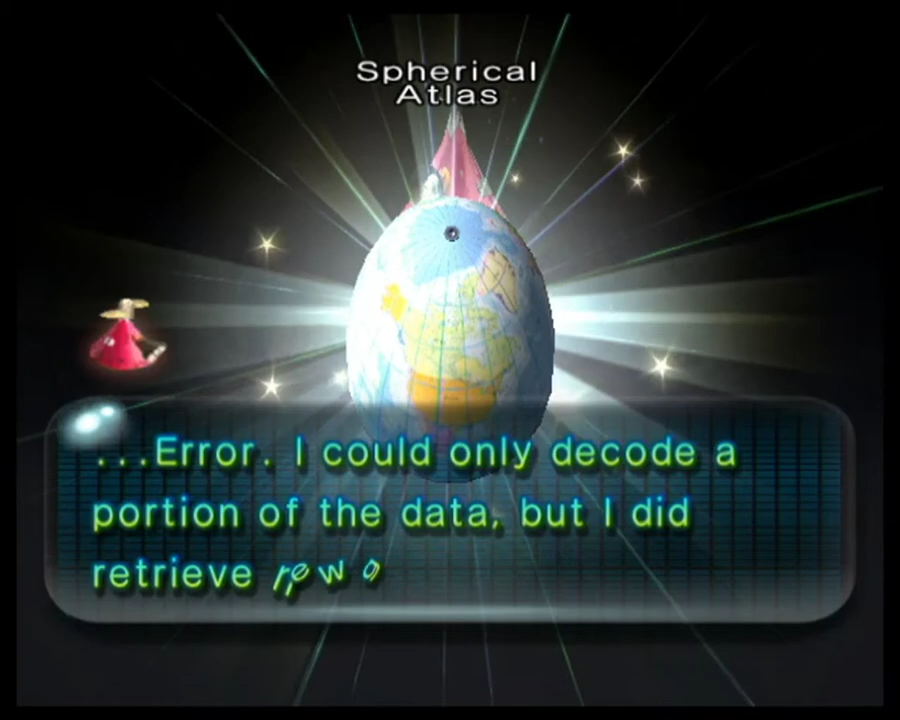 Spherical
Atlas
...Error. I could only decode a
portion of the data, but I did
retrieve